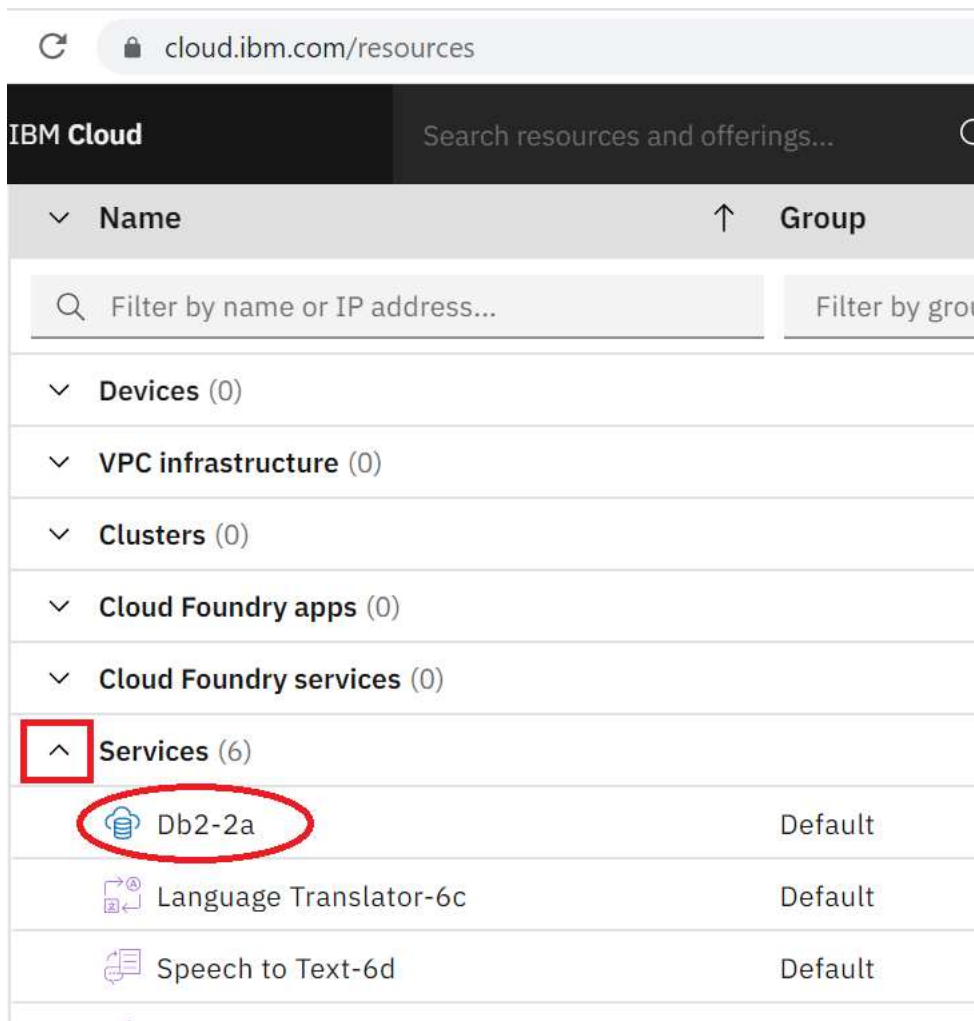 cloud.ibm.com/resources
IBM Cloud Search resources and offerings...
Name Group
Filter by name or IP address... Filter by grou
Devices (0)
VPC infrastructure (0)
Clusters (0)
Cloud Foundry apps (0)
Cloud Foundry services (0)
Services (6)
Db2-2a Default
Language Translator-6c Default
Speech to Text-6d Default